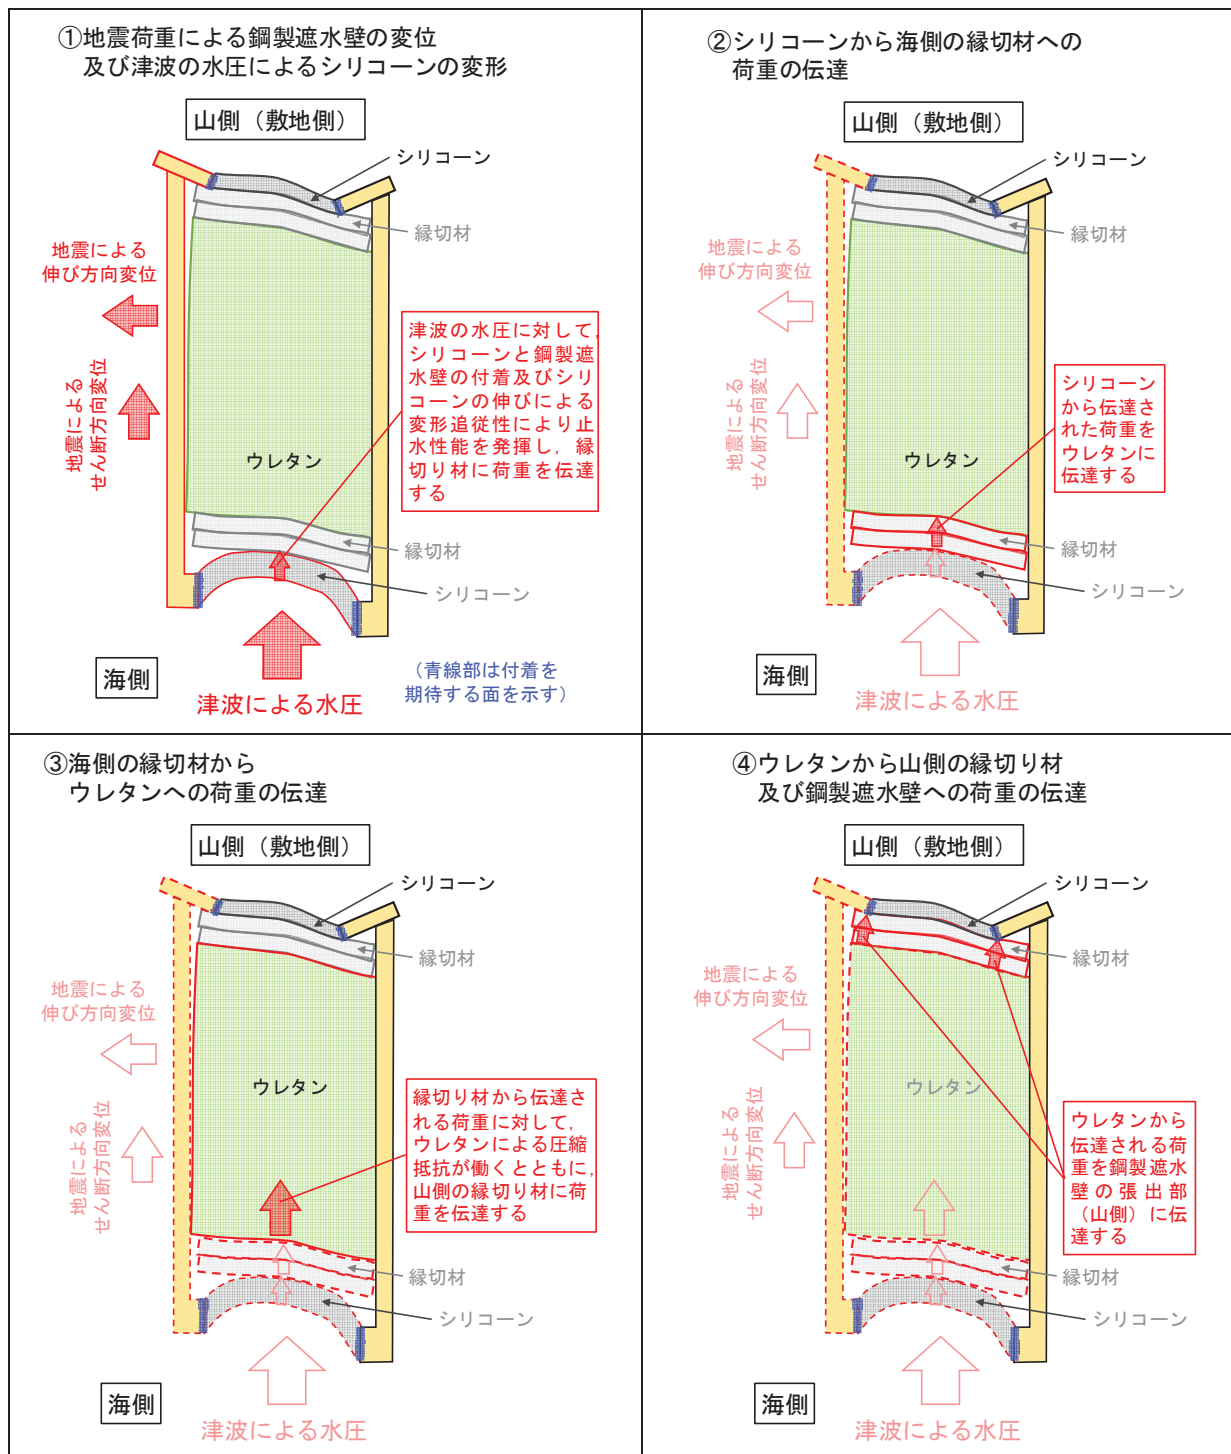 ①地震荷重による鋼製遮水壁の変位
及び津波の水圧によるシリコーンの変形
山側（敷地側）
シリコーン
縁切材
地震による
伸び方向変位
地震による
せん断方向変位
津波の水圧に対して，
シリコーンと鋼製遮
水壁の付着及びシリ
コーンの伸びによる
変形追従性により止
水性能を発揮し，縁
切り材に荷重を伝達
する
ウレタン
縁切材
シリコーン
海側
津波による水圧
（青線部は付着を
期待する面を示す）
②シリコーンから海側の縁切材への
荷重の伝達
山側（敷地側）
シリコーン
縁切材
地震による
伸び方向変位
地震による
せん断方向変位
シリコーン
から伝達さ
れた荷重を
ウレタンに
伝達する
ウレタン
縁切材
シリコーン
海側
津波による水圧
③海側の縁切材から
ウレタンへの荷重の伝達
山側（敷地側）
シリコーン
縁切材
地震による
伸び方向変位
地震による
せん断方向変位
ウレタン
縁切り材から伝達さ
れる荷重に対して，
ウレタンによる圧縮
抵抗が働くとともに，
山側の縁切り材に荷
重を伝達する
縁切材
シリコーン
海側
津波による水圧
④ウレタンから山側の縁切り材
及び鋼製遮水壁への荷重の伝達
山側（敷地側）
シリコーン
縁切材
地震による
伸び方向変位
地震による
せん断方向変位
ウレタン
ウレタンから
伝達される荷
重を鋼製遮水
壁の張出部
（山側）に伝
達する
縁切材
シリコーン
海側
津波による水圧